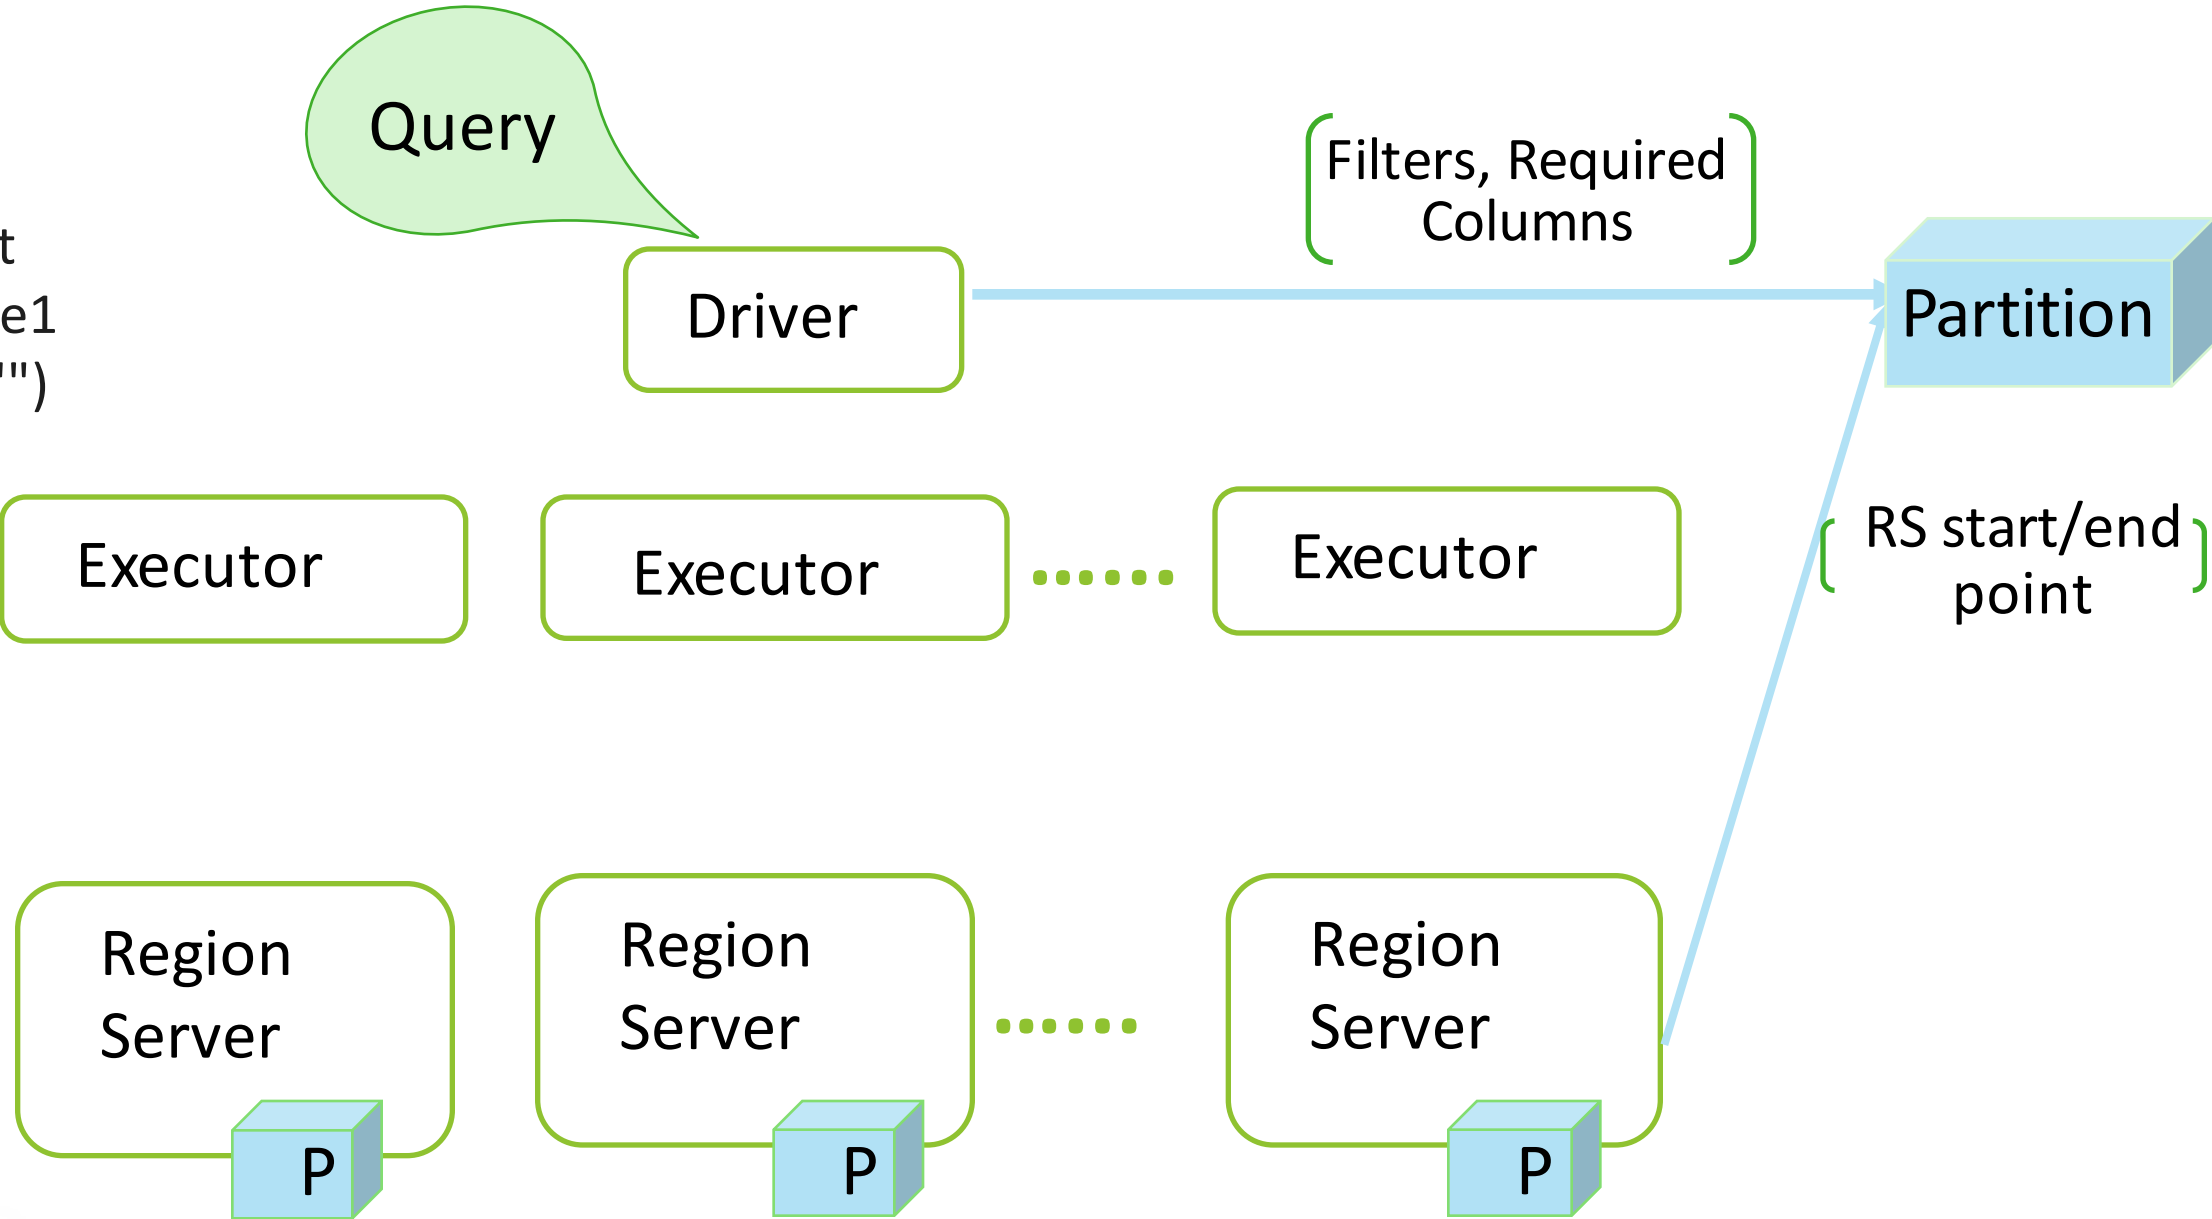 Query
Filters, Required
Columns
t
e1
'"")
Driver
Partition
Executor
Executor
Executor
RS start/end
point
Region
Server
Region
Server
Region
Server
P
P
P